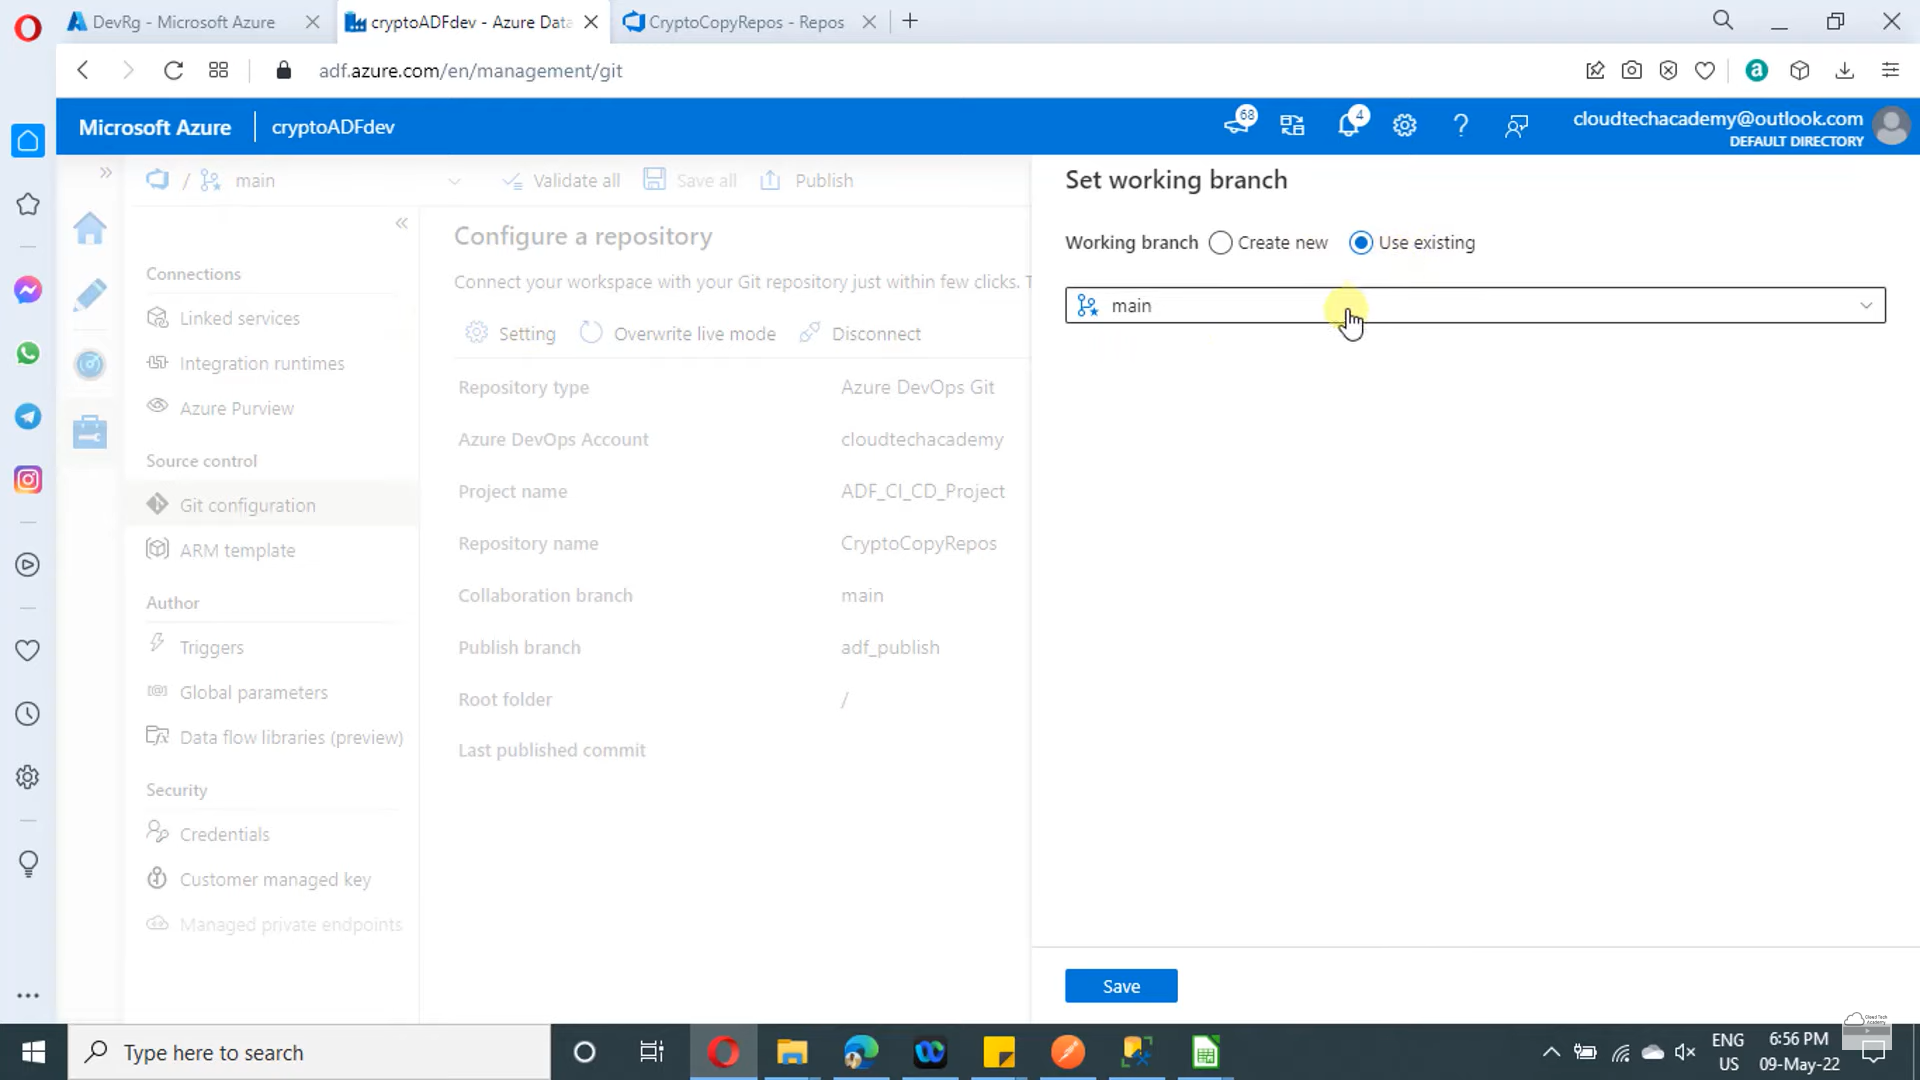 DevRg - Microsoft Azure
cryptoADFdev - Azure Data
CryptoCopyRepos - Repos
adf.azure.com/en/management/git
Microsoft Azure
cryptoADFdev
68
4
cloudtechacademy@outlook.com
DEFAULT DIRECTORY
/ main
Validate all
Save all
Publish
Set working branch
Working branch
Create new
Use existing
main
Configure a repository
Connect your workspace with your Git repository just within few clicks.
Setting
Overwrite live mode
Disconnect
Connections
Linked services
Integration runtimes
Azure Purview
Source control
Git configuration
ARM template
Author
Triggers
Global parameters
Data flow libraries (preview)
Security
Credentials
Customer managed key
Managed private endpoints
Repository type Azure DevOps Git
Azure DevOps Account cloudtechacademy
Project name ADF_CI_CD_Project
Repository name CryptoCopyRepos
Collaboration branch main
Publish branch adf_publish
Root folder /
Last published commit
Save
Type here to search
ENG
US
6:56 PM
09-May-22
Cloud Tech
Academy